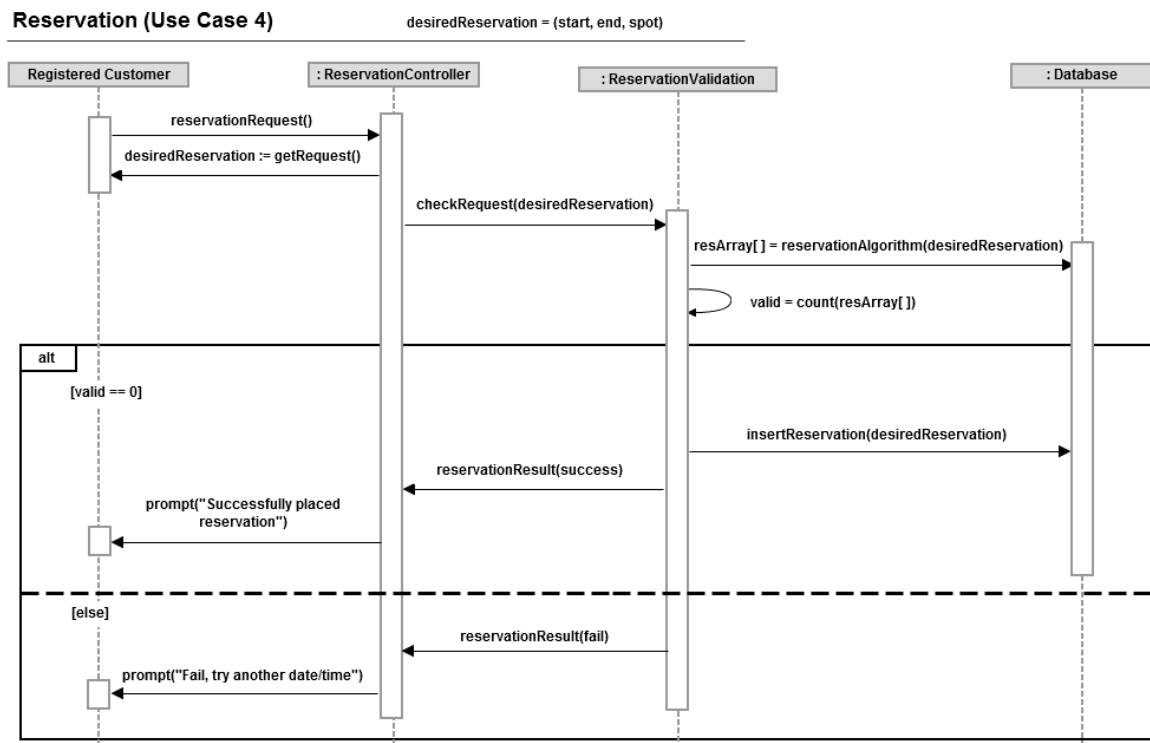 Reservation (Use Case 4)
desiredReservation = (start, end, spot)
Registered Customer
: ReservationController
: ReservationValidation
: Database
reservationRequest()
desiredReservation := getRequest()
checkRequest(desiredReservation)
resArray[ ] = reservationAlgorithm(desiredReservation)
valid = count(resArray[ ])
alt
[valid == 0]
insertReservation(desiredReservation)
reservationResult(success)
prompt("Successfully placed
reservation")
[else]
reservationResult(fail)
prompt("Fail, try another date/time")